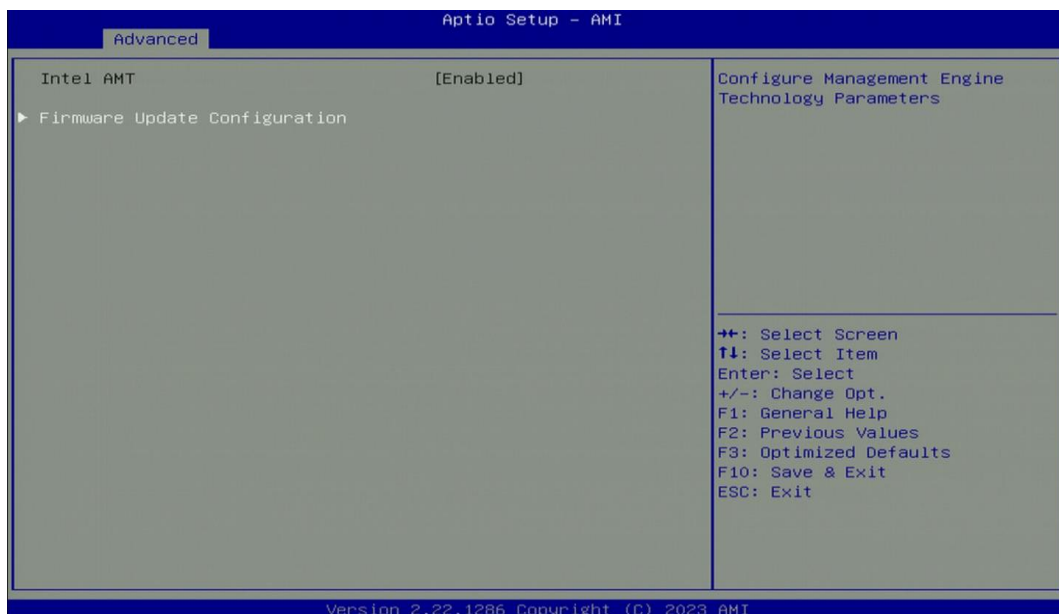 Aptio Setup – AMI
Advanced
Intel AMT [Enabled]
▶ Firmware Update Configuration
Configure Management Engine
Technology Parameters
→←: Select Screen
↑↓: Select Item
Enter: Select
+/-: Change Opt.
F1: General Help
F2: Previous Values
F3: Optimized Defaults
F10: Save & Exit
ESC: Exit
Version 2.22.1286 Copyright (C) 2023 AMI